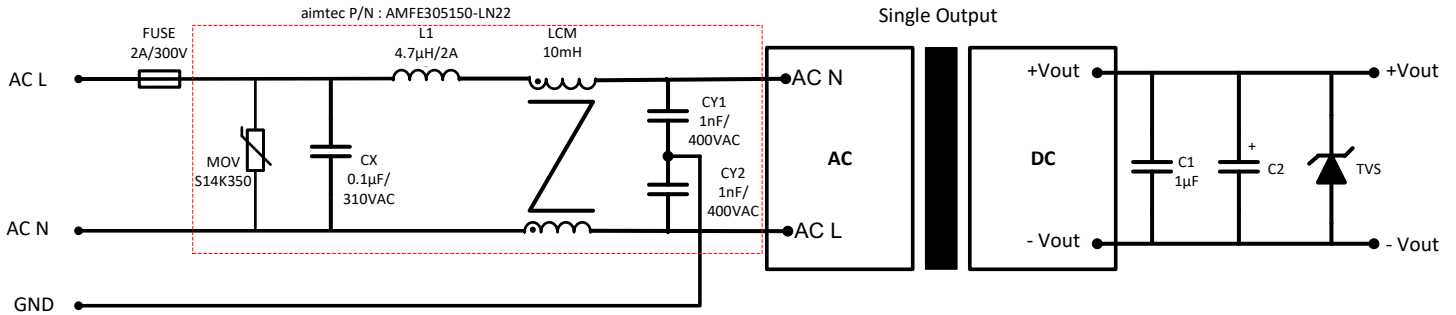 aimtec P/N : AMFE305150-LN22
Single Output
FUSE
2A/300V
L1
4.7µH/2A
LCM
10mH
AC L
AC N
+Vout
+Vout
CY1
1nF/
400VAC
MOV
S14K350
CX
0.1µF/
310VAC
AC
DC
C1
1µF
+
C2
TVS
CY2
1nF/
400VAC
AC N
AC L
- Vout
- Vout
GND